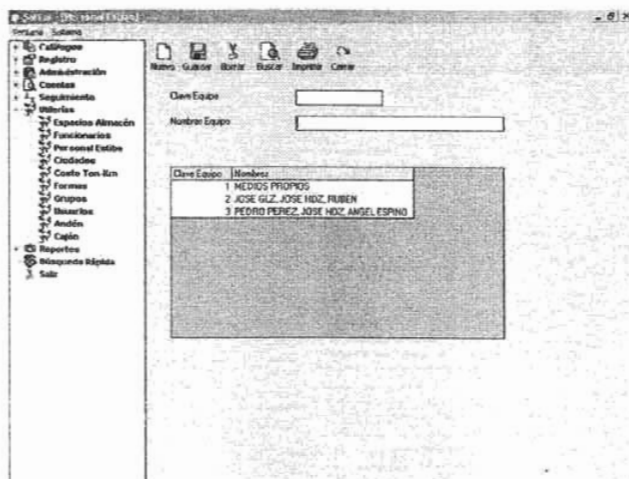 Ventana Sistema
Catálogos
Registro
Administración
Cuentas
Seguimiento
Utilerías
Espacios Almacén
Funcionarios
Personal Estiba
Ciudades
Costo Ton-Km
Formas
Grupos
Usuarios
Andén
Cajón
Reportes
Búsqueda Rápida
Salir
Nuevo Guardar Borrar Buscar Imprimir Cerrar
Clave Equipo
Nombres Equipo
Clave Equipo Nombres
1 MEDIOS PROPIOS
2 JOSE GLZ, JOSE HDZ, RUBEN
3 PEDRO PEREZ, JOSE HDZ, ANGEL ESPINO